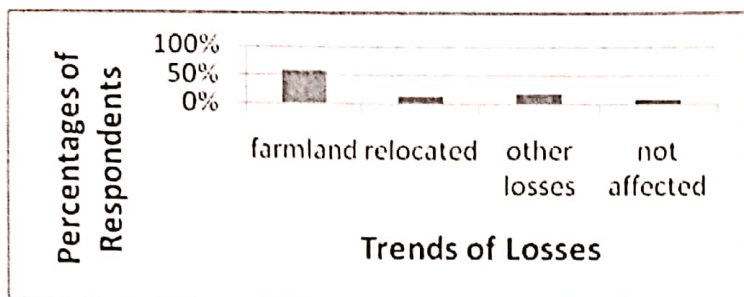 Percentages of
Respondents
100%
50%
0%
farmland relocated other losses not affected
Trends of Losses